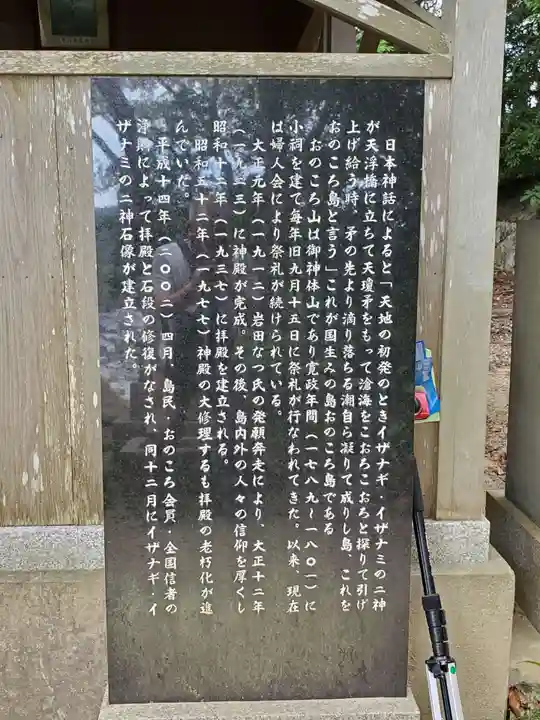 日本神話によると「天地の初発のときイザナギ・イザナミの二神
が天浮橋に立ちて天瓊矛をもって滄海をこおろこおろと探りて引げ
上げ給う時、矛の先より滴り落ちる潮自ら凝りて成りし島、これを
おのころ島と言う」これが国生みの島おのころ島である
おのころ山は御神体山であり寛政年間（一七八九〜一八〇一）に
小祠を建て毎年旧九月十五日に祭礼が行なわれてきた。以来、現在
は婦人会により祭礼が続けられている。
大正元年（一九一二）岩田なつ氏の発願奔走により、大正十二年
（一九二三）に神殿が完成。その後、島内外の人々の信仰を厚くし
昭和十二年（一九三七）に拝殿を建立される。
昭和五十二年（一九七七）神殿の大修理するも拝殿の老朽化が進
んでいた。
平成十四年（二〇〇二）四月、島民・おのころ会員・全国信者の
浄財によって拝殿と石段の修復がなされ、同十二月にイザナギ・イ
ザナミの二神石像が建立された。